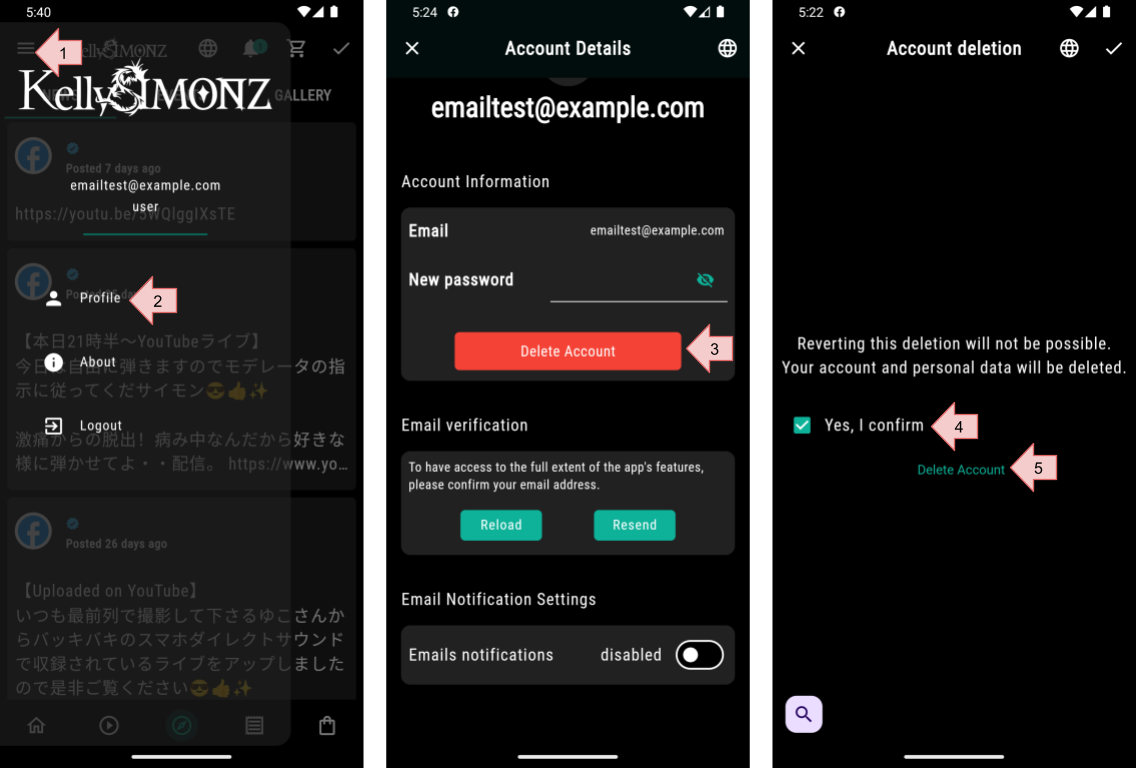 5:40
1
Kelly SIMONZ
GALLERY
Posted 7 days ago
emailtest@example.com
user
https://youtu.be/5WQlggIXsTE
Profile
2
【本日21時半〜YouTubeライブ】
About
今日は自由に弾きますのでモデレータの指
示に従ってくださイモン😎👍✨
Logout
激痛からの脱出！病み中なんだから好きな
様に弾かせてよ・・配信。 https://www.yo…
Posted 26 days ago
【Uploaded on YouTube】
いつも最前列で撮影して下さるゆこさんか
らバッキバキのスマホダイレクトサウンド
で収録されているライブをアップしました
ので是非ご覧ください😎👍✨
5:24
Account Details
emailtest@example.com
Account Information
Email
emailtest@example.com
New password
Delete Account
3
Email verification
To have access to the full extent of the app's features,
please confirm your email address.
Reload
Resend
Email Notification Settings
Emails notifications
disabled
5:22
Account deletion
Reverting this deletion will not be possible.
Your account and personal data will be deleted.
Yes, I confirm
4
Delete Account
5